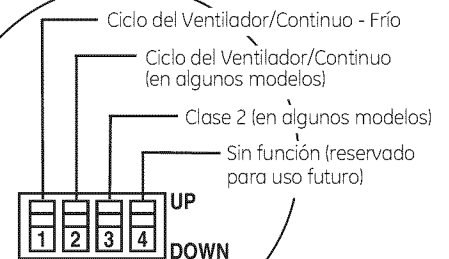 Ciclo del Ventilador/Continuo - Frío
Ciclo del Ventilador/Continuo
(en algunos modelos)
Clase 2 (en algunos modelos)
Sin función (reservado
para uso futuro)
UP
1 2 3 4
DOWN